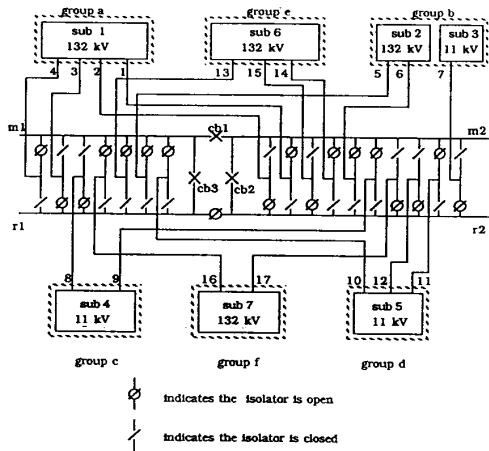 group a
group e
group b
sub 1
132 kV
sub 6
132 kV
sub 2
132 kV
sub 3
11 kV
4 3 2 1
13 15 14
5 6 7
m1
cb1
m2
cb3
cb2
r1
r2
8 9
16 17
10 12 11
sub 4
11 kV
sub 7
132 kV
sub 5
11 kV
group c
group f
group d
indicates the isolator is open
indicates the isolator is closed